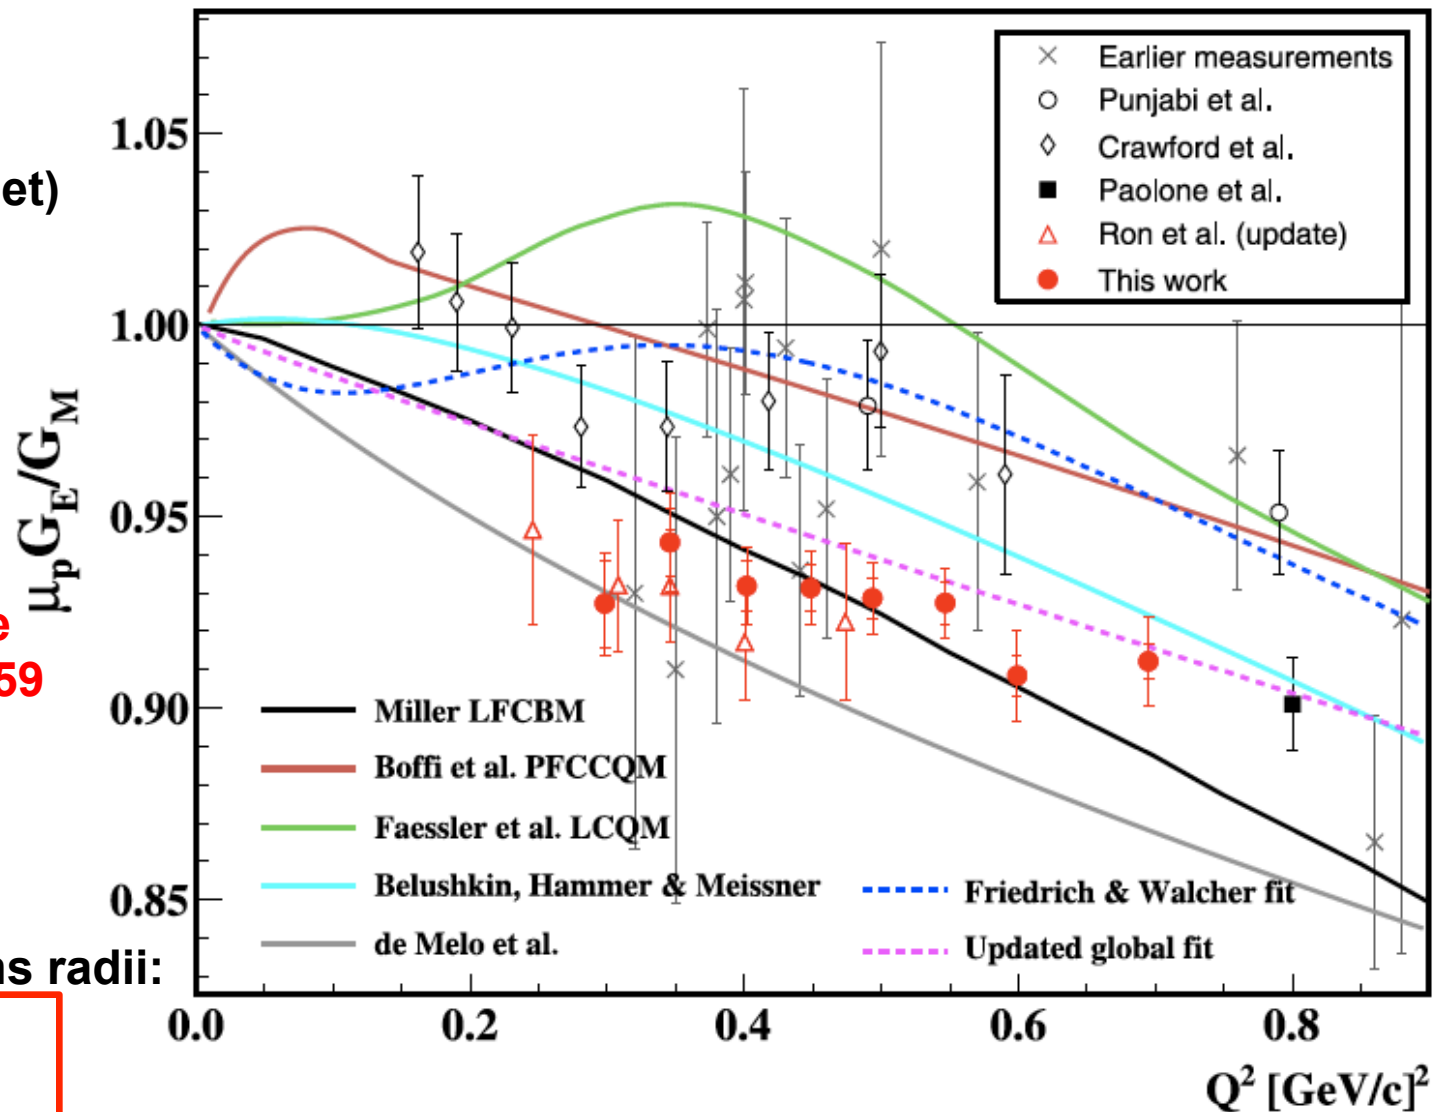 et)
e
59
ns radii:
μpGE/GM
1.05
1.00
0.95
0.90
0.85
Earlier measurements
Punjabi et al.
Crawford et al.
Paolone et al.
Ron et al. (update)
This work
Miller LFCBM
Boffi et al. PFCCQM
Faessler et al. LCQM
Belushkin, Hammer & Meissner
de Melo et al.
Friedrich & Walcher fit
Updated global fit
0.0 0.2 0.4 0.6 0.8
Q² [GeV/c]²